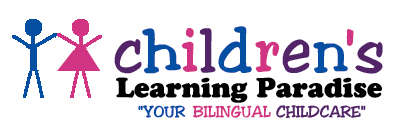 children's
Learning Paradise
"YOUR BILINGUAL CHILDCARE"